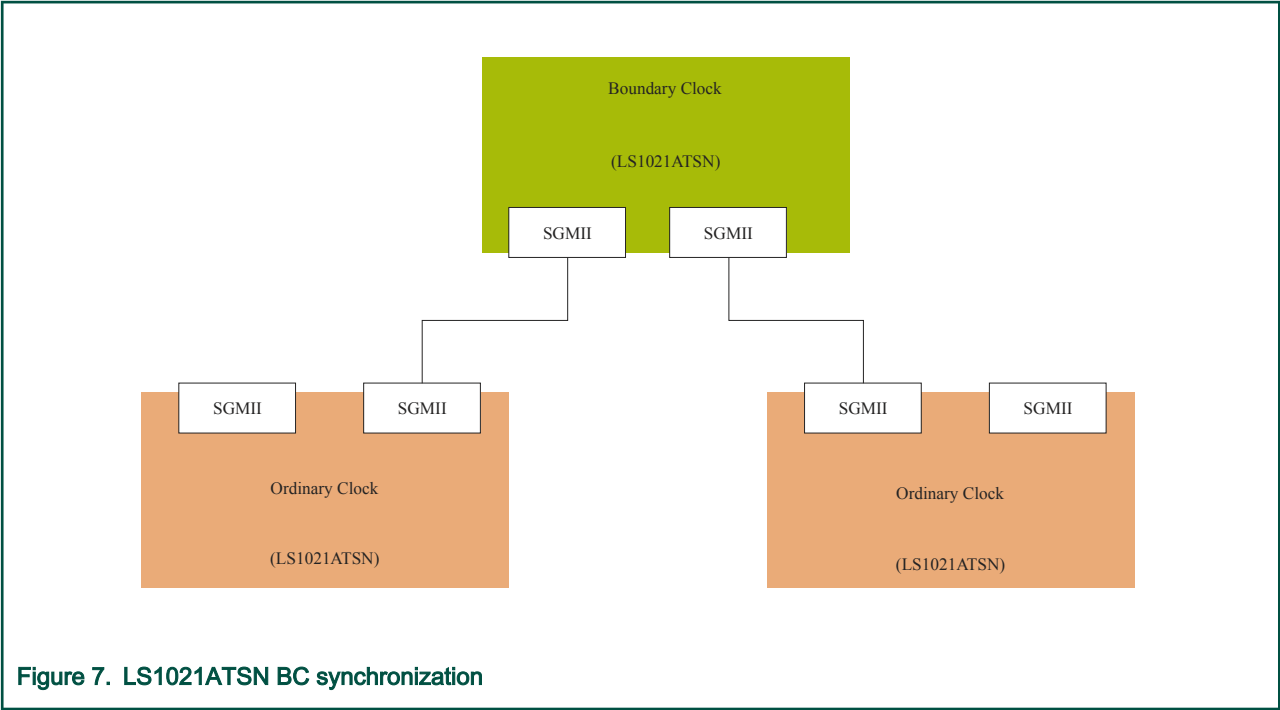 Boundary Clock
(LS1021ATSN)
SGMII
SGMII
SGMII
SGMII
SGMII
SGMII
Ordinary Clock
(LS1021ATSN)
Ordinary Clock
(LS1021ATSN)
Figure 7. LS1021ATSN BC synchronization